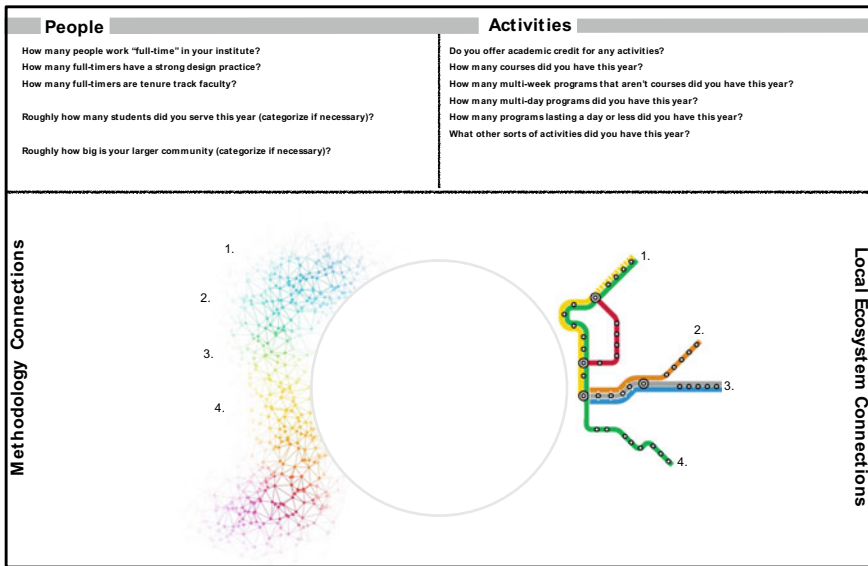 People
Activities
How many people work “full-time” in your institute?
How many full-timers have a strong design practice?
How many full-timers are tenure track faculty?
Roughly how many students did you serve this year (categorize if necessary)?
Roughly how big is your larger community (categorize if necessary)?
Do you offer academic credit for any activities?
How many courses did you have this year?
How many multi-week programs that aren't courses did you have this year?
How many multi-day programs did you have this year?
How many programs lasting a day or less did you have this year?
What other sorts of activities did you have this year?
Methodology Connections
1.
2.
3.
4.
1.
2.
3.
4.
Local Ecosystem Connections